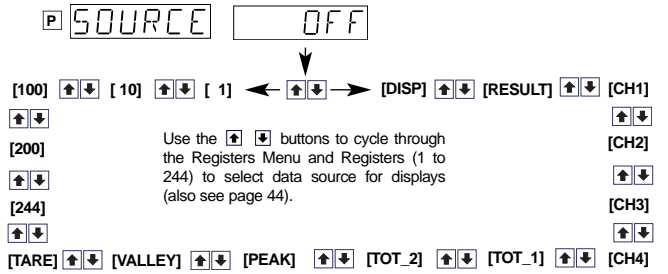 P SOURCE OFF
[100] [ 10] [ 1] [DISP] [RESULT] [CH1]
[200] [CH2]
Use the buttons to cycle through
the Registers Menu and Registers (1 to
244) to select data source for displays
(also see page 44).
[244] [CH3]
[TARE] [VALLEY] [PEAK] [TOT_2] [TOT_1] [CH4]